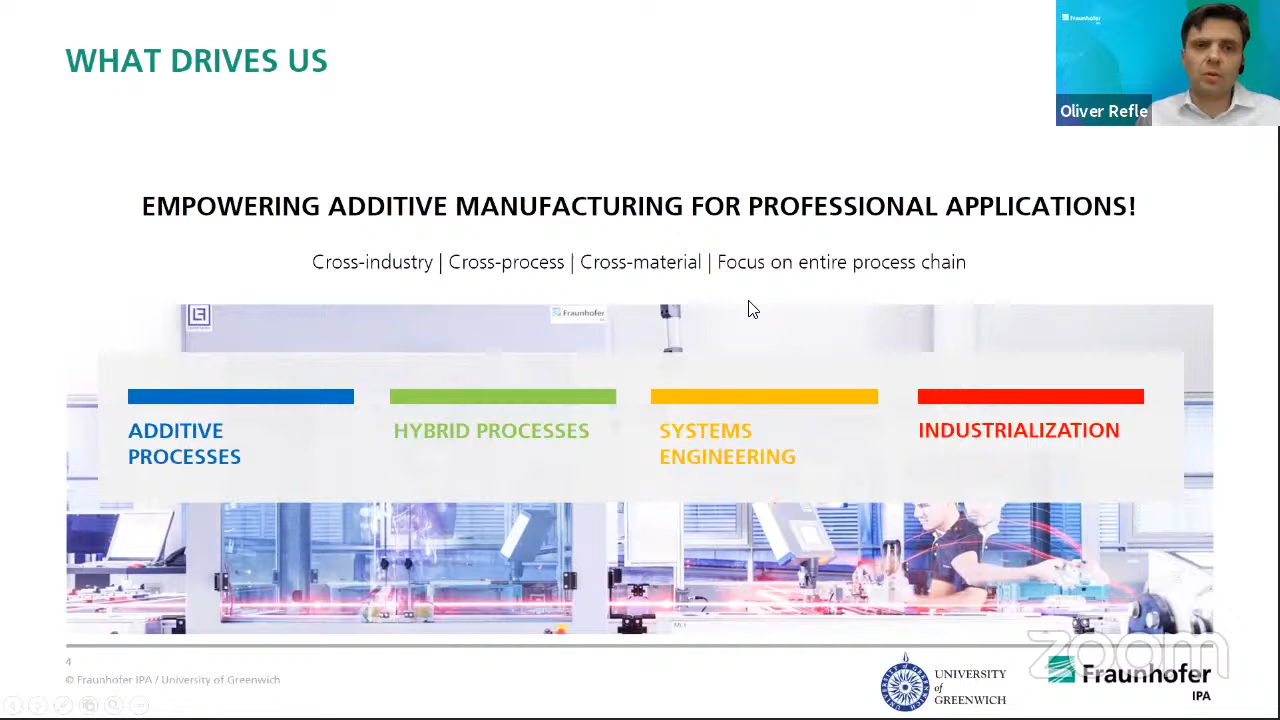 WHAT DRIVES US
Fraunhofer
Oliver Refle
EMPOWERING ADDITIVE MANUFACTURING FOR PROFESSIONAL APPLICATIONS!
Cross-industry | Cross-process | Cross-material | Focus on entire process chain
Fraunhofer
ADDITIVE
PROCESSES
HYBRID PROCESSES
SYSTEMS
ENGINEERING
INDUSTRIALIZATION
4
© Fraunhofer IPA / University of Greenwich
UNIVERSITY
of
GREENWICH
zoom
Fraunhofer
IPA